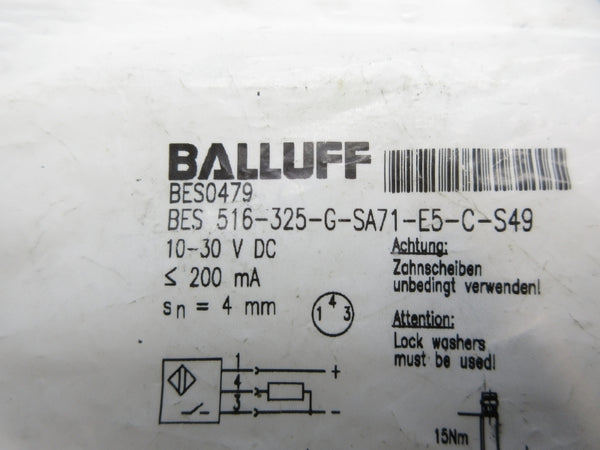 BALLUFF
BES0479
BES 516-325-G-SA71-E5-C-S49
10-30 V DC
≤ 200 mA
sn = 4 mm
1 4 3
Achtung:
Zahnscheiben
unbedingt verwenden!
Attention:
Lock washers
must be used!
1 +
4
3 -
15Nm